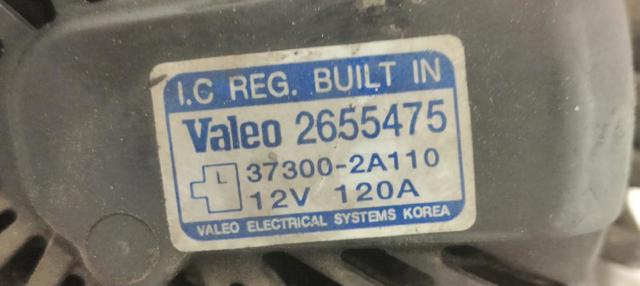 I.C REG. BUILT IN
Valeo 2655475
L 37300-2A110
12V 120A
VALEO ELECTRICAL SYSTEMS KOREA